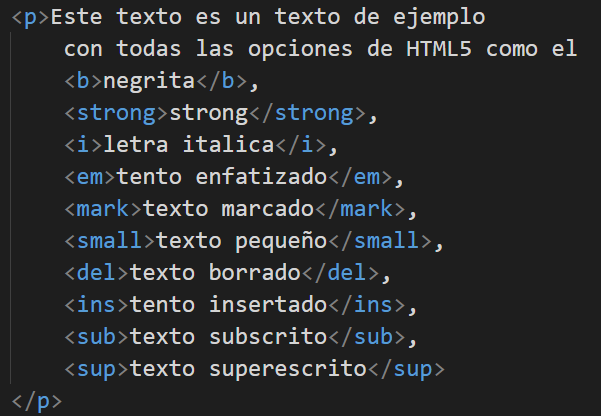 <p>Este texto es un texto de ejemplo
con todas las opciones de HTML5 como el
<b>negrita</b>,
<strong>strong</strong>,
<i>letra italica</i>,
<em>tento enfatizado</em>,
<mark>texto marcado</mark>,
<small>texto pequeño</small>,
<del>texto borrado</del>,
<ins>tento insertado</ins>,
<sub>texto subscrito</sub>,
<sup>texto superescrito</sup>
</p>